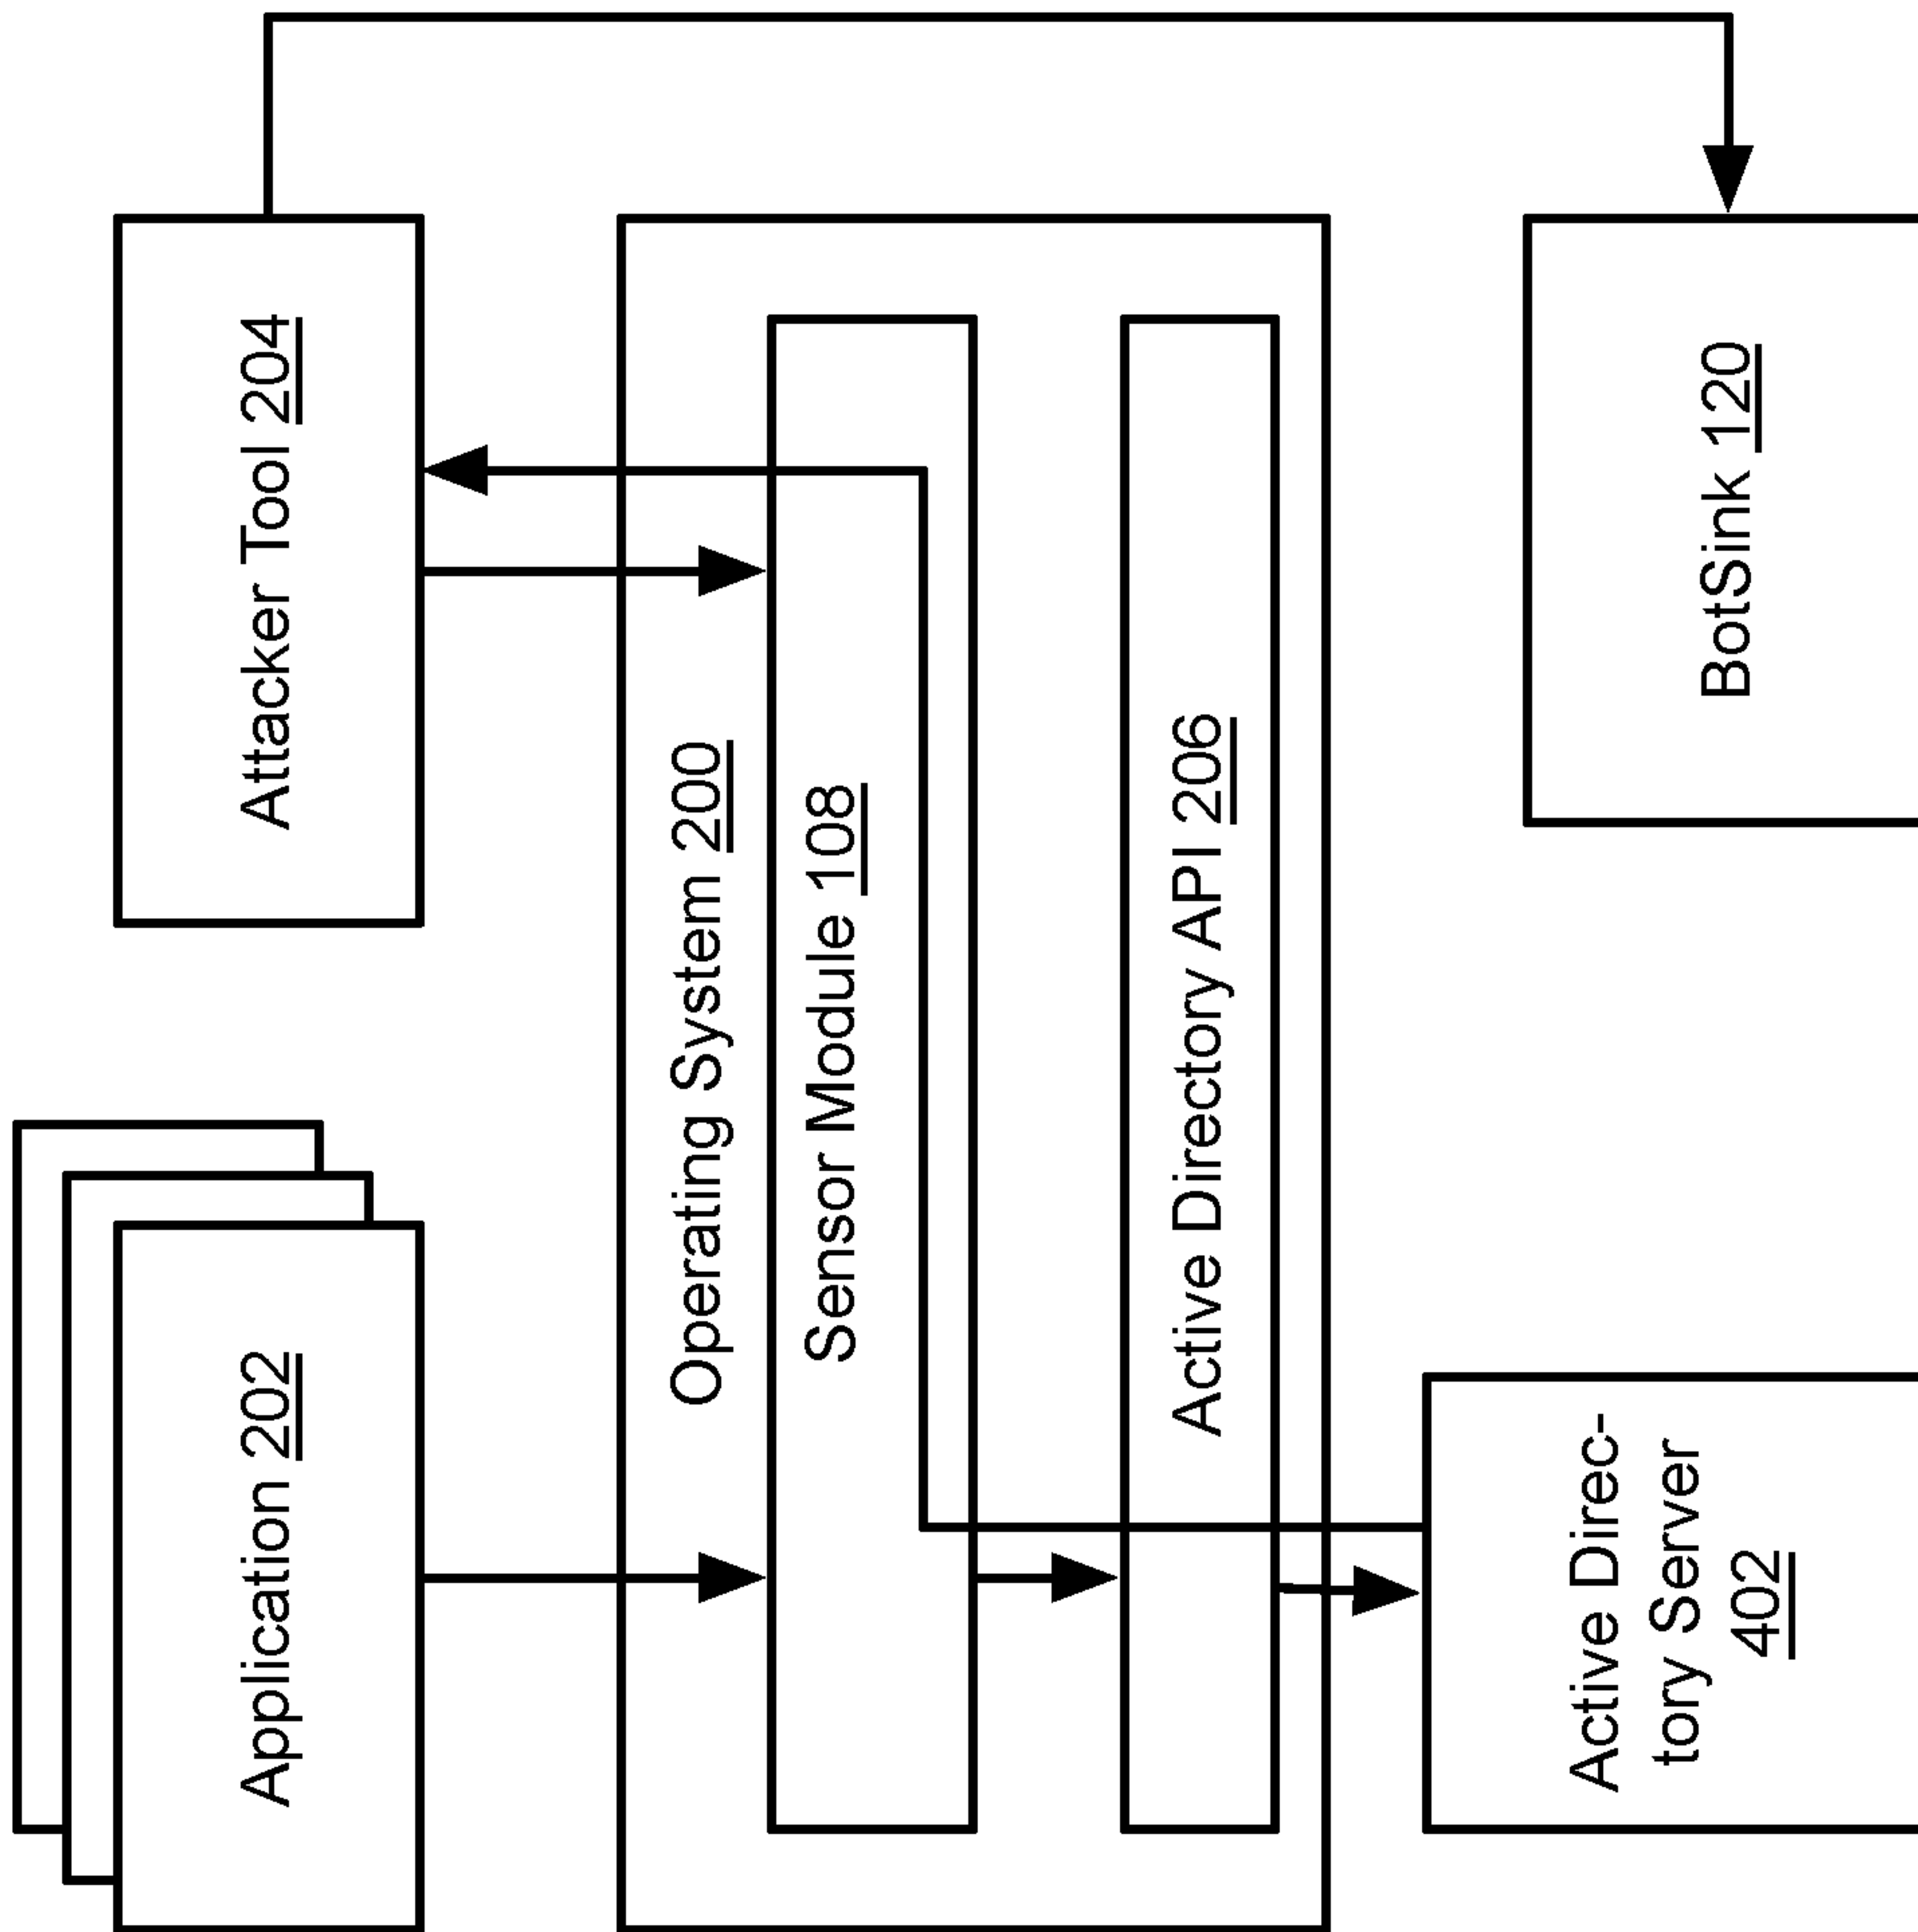 Application 202
Attacker Tool 204
Operating System 200
Sensor Module 108
Active Directory API 206
Active Direc-
tory Server
402
BotSink 120